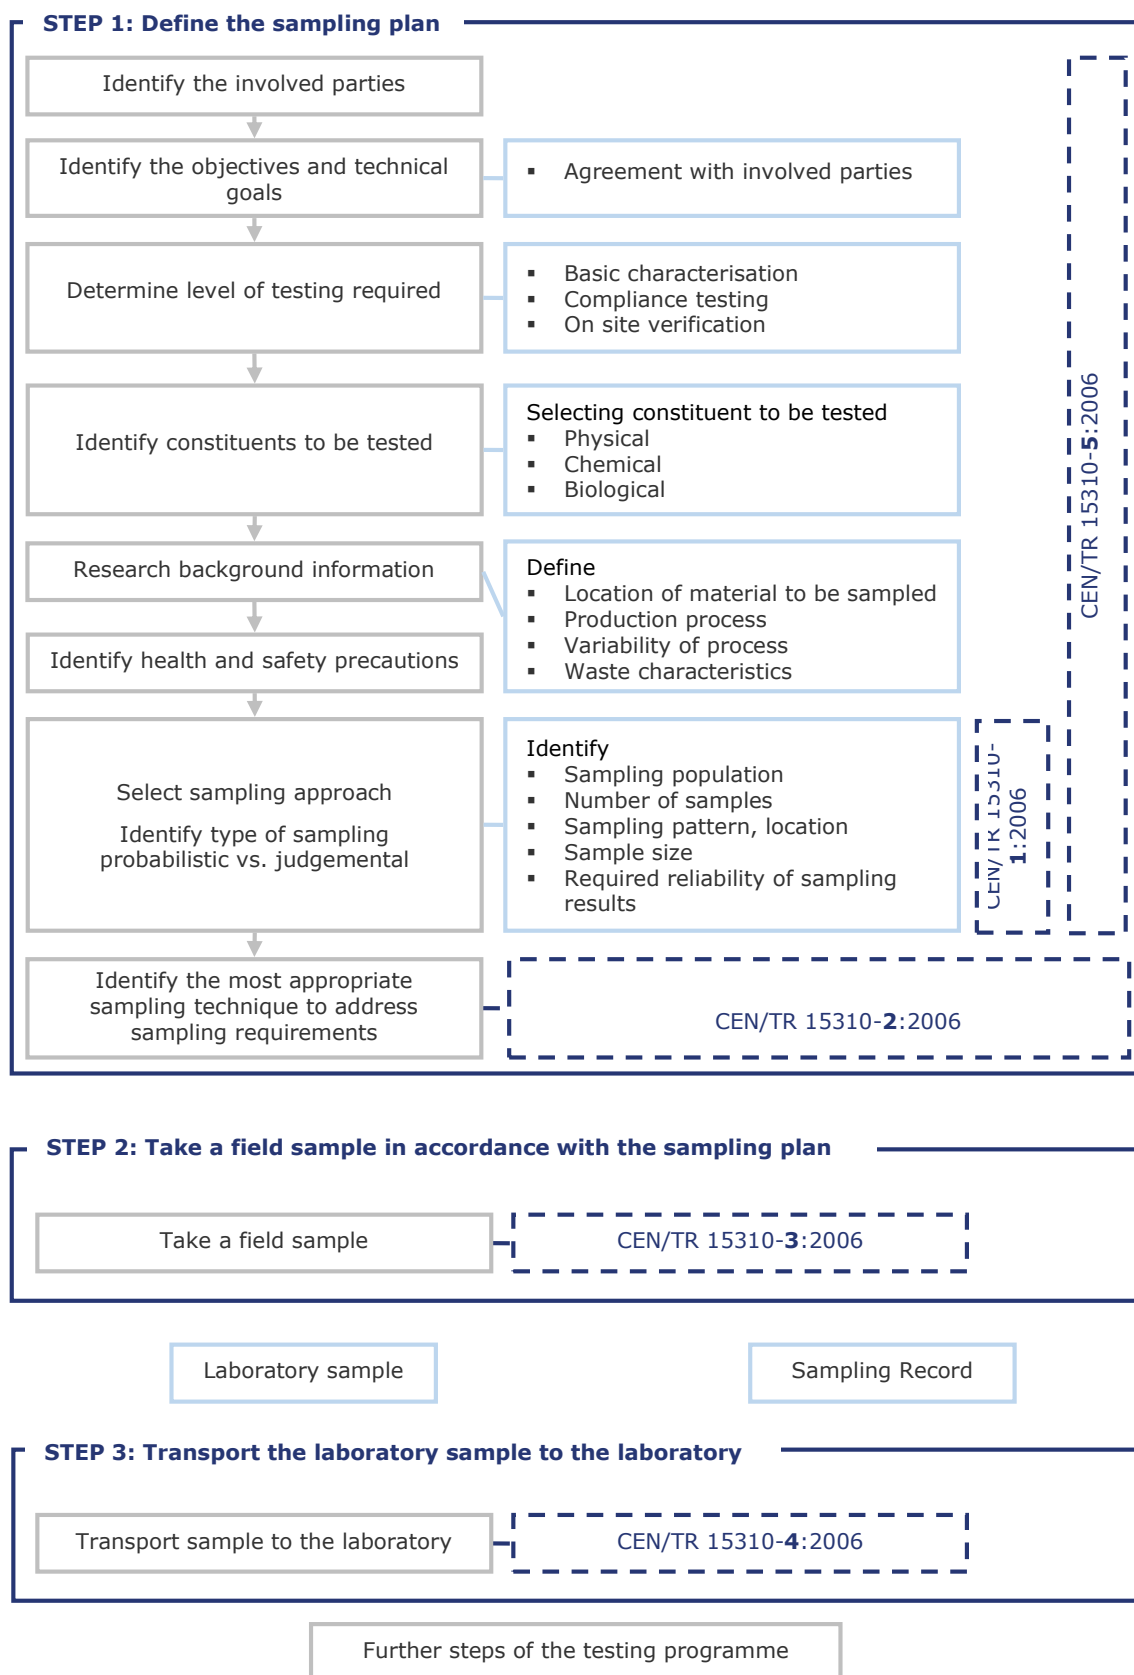 STEP 1: Define the sampling plan
Identify the involved parties
Identify the objectives and technical
goals
▪ Agreement with involved parties
Determine level of testing required
▪ Basic characterisation
▪ Compliance testing
▪ On site verification
Identify constituents to be tested
Selecting constituent to be tested
▪ Physical
▪ Chemical
▪ Biological
Research background information
Define
▪ Location of material to be sampled
▪ Production process
▪ Variability of process
▪ Waste characteristics
Identify health and safety precautions
Select sampling approach
Identify type of sampling
probabilistic vs. judgemental
Identify
▪ Sampling population
▪ Number of samples
▪ Sampling pattern, location
▪ Sample size
▪ Required reliability of sampling
results
CEN/TR 15310-
1:2006
CEN/TR 15310-5:2006
Identify the most appropriate
sampling technique to address
sampling requirements
CEN/TR 15310-2:2006
STEP 2: Take a field sample in accordance with the sampling plan
Take a field sample
CEN/TR 15310-3:2006
Laboratory sample
Sampling Record
STEP 3: Transport the laboratory sample to the laboratory
Transport sample to the laboratory
CEN/TR 15310-4:2006
Further steps of the testing programme